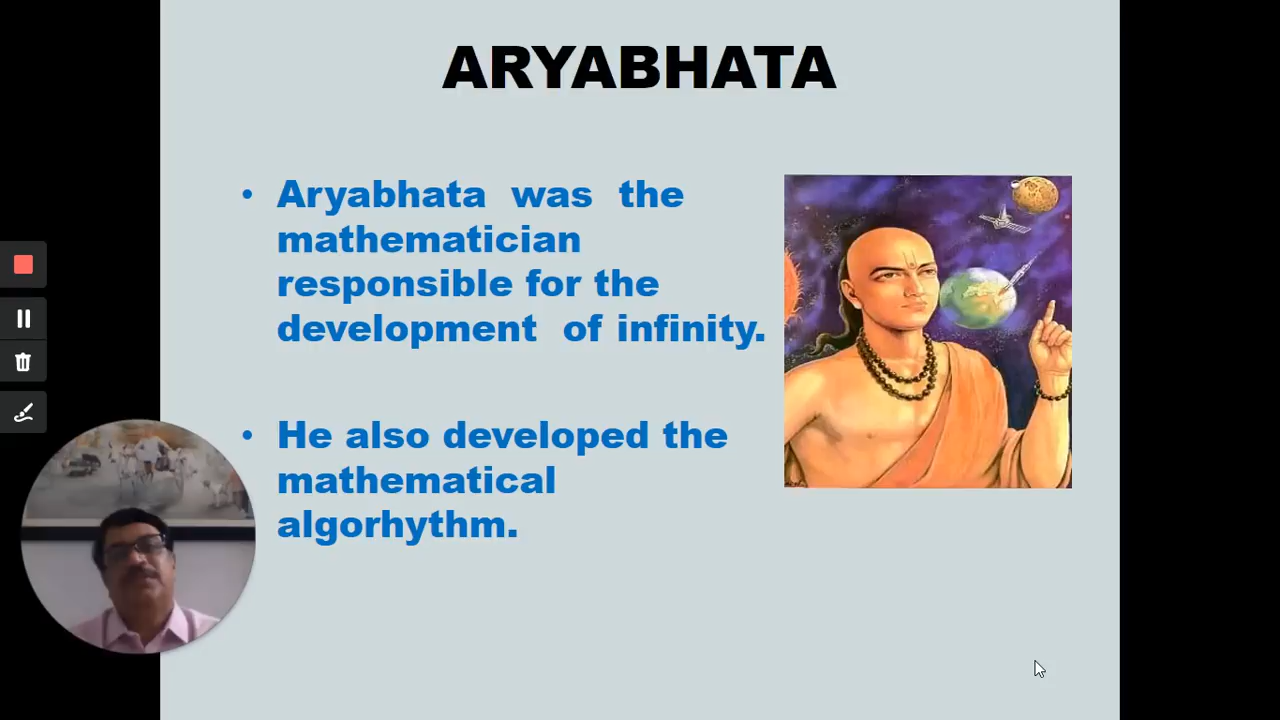 ARYABHATA
• Aryabhata was the
mathematician
responsible for the
development of infinity.
• He also developed the
mathematical
algorhythm.